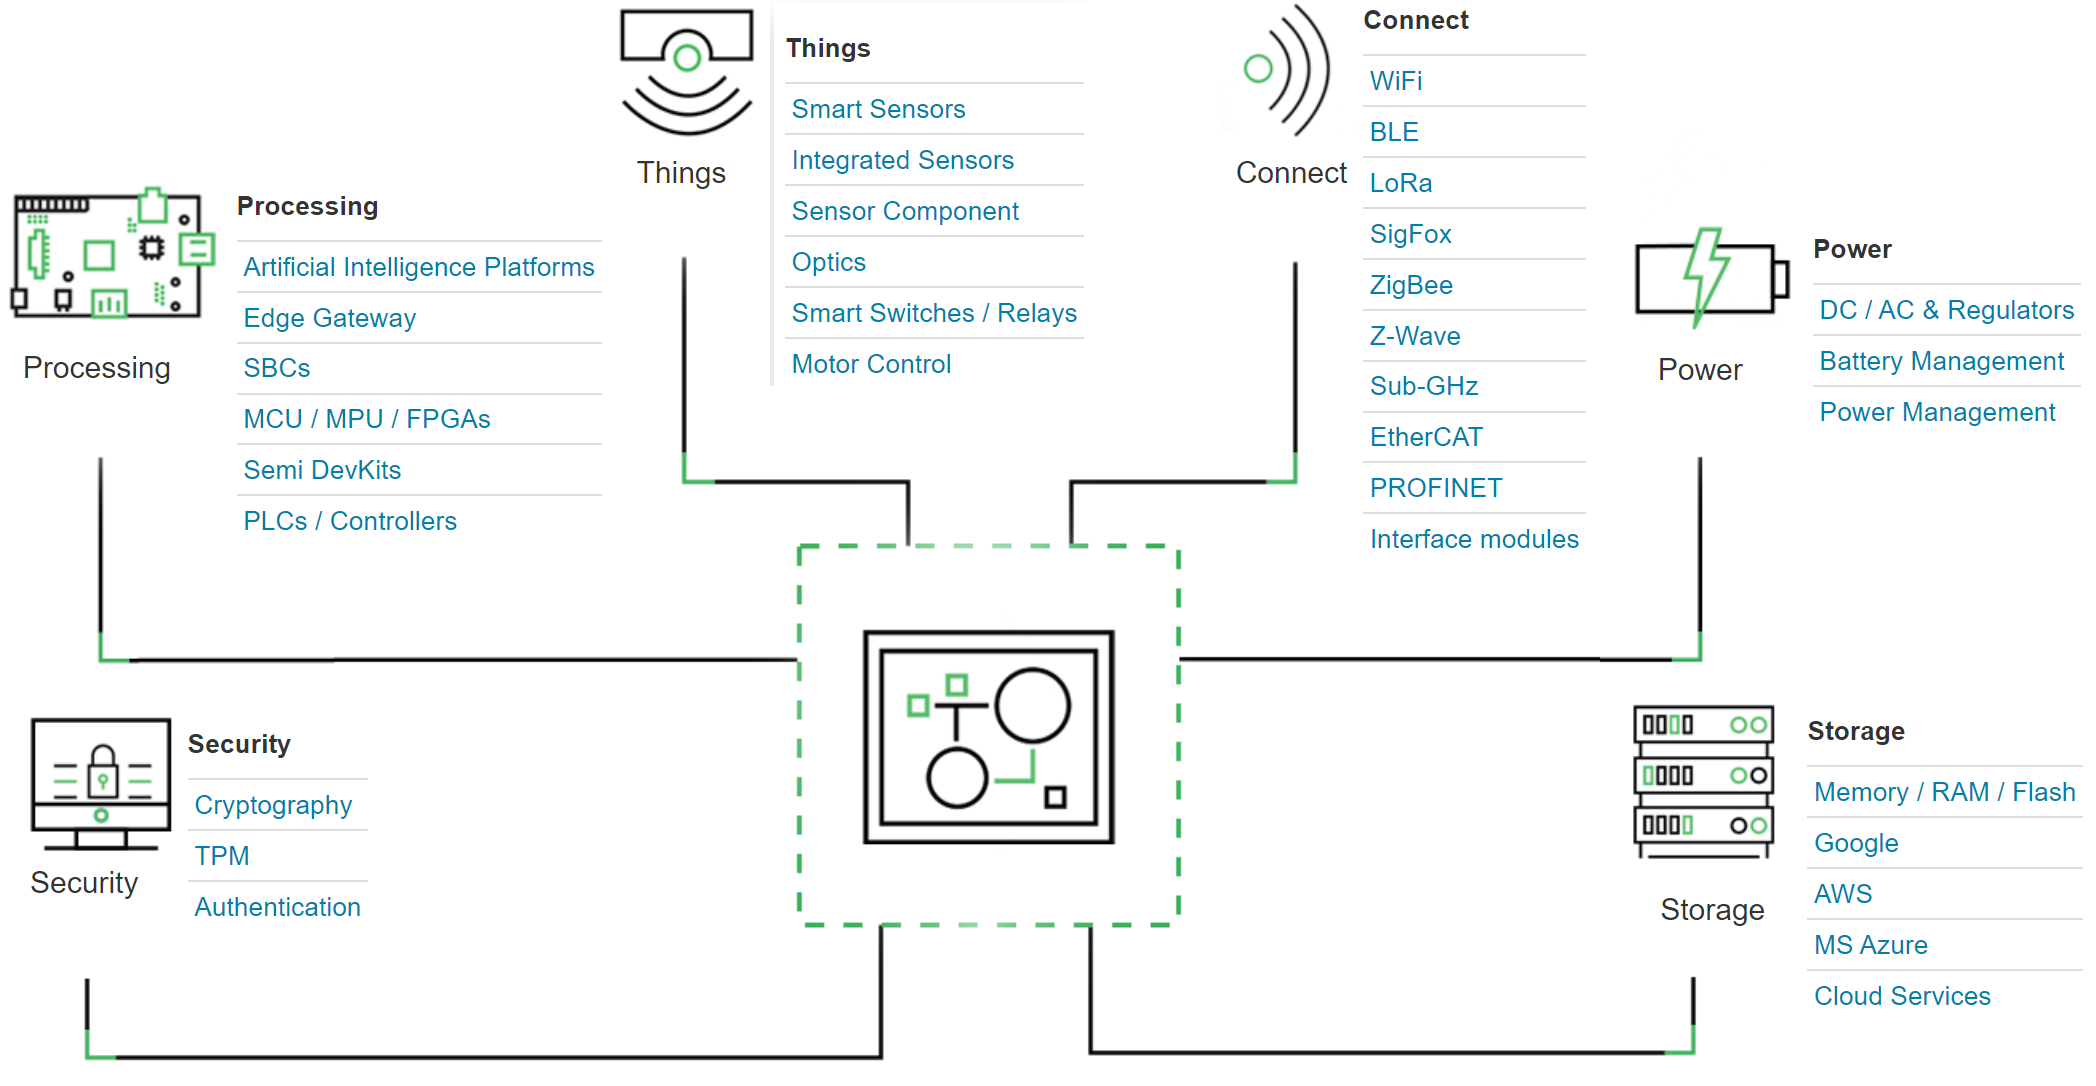 Things
Things
Smart Sensors
Integrated Sensors
Sensor Component
Optics
Smart Switches / Relays
Motor Control
Connect
Connect
WiFi
BLE
LoRa
SigFox
ZigBee
Z-Wave
Sub-GHz
EtherCAT
PROFINET
Interface modules
Processing
Processing
Artificial Intelligence Platforms
Edge Gateway
SBCs
MCU / MPU / FPGAs
Semi DevKits
PLCs / Controllers
Power
Power
DC / AC & Regulators
Battery Management
Power Management
Security
Security
Cryptography
TPM
Authentication
Storage
Storage
Memory / RAM / Flash
Google
AWS
MS Azure
Cloud Services